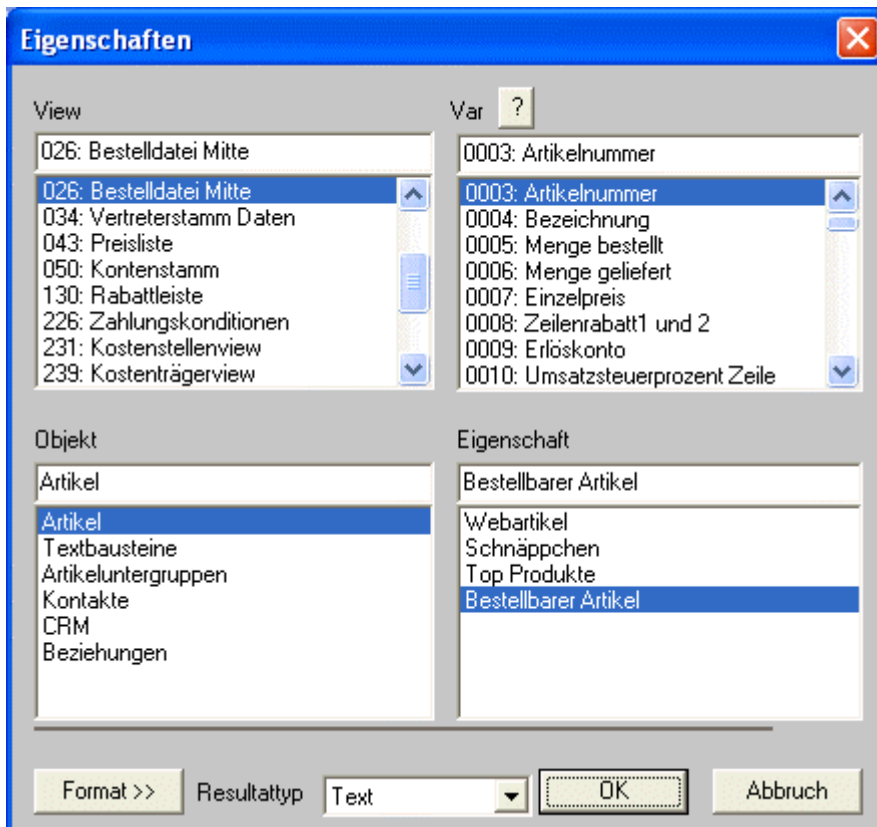 Eigenschaften
View
Var ?
026: Bestelldatei Mitte
026: Bestelldatei Mitte
034: Vertreterstamm Daten
043: Preisliste
050: Kontenstamm
130: Rabattleiste
226: Zahlungskonditionen
231: Kostenstellenview
239: Kostenträgerview
0003: Artikelnummer
0003: Artikelnummer
0004: Bezeichnung
0005: Menge bestellt
0006: Menge geliefert
0007: Einzelpreis
0008: Zeilenrabatt1 und 2
0009: Erlöskonto
0010: Umsatzsteuerprozent Zeile
Objekt
Artikel
Artikel
Textbausteine
Artikeluntergruppen
Kontakte
CRM
Beziehungen
Eigenschaft
Bestellbarer Artikel
Webartikel
Schnäppchen
Top Produkte
Bestellbarer Artikel
Format >>
Resultattyp
Text
OK
Abbruch